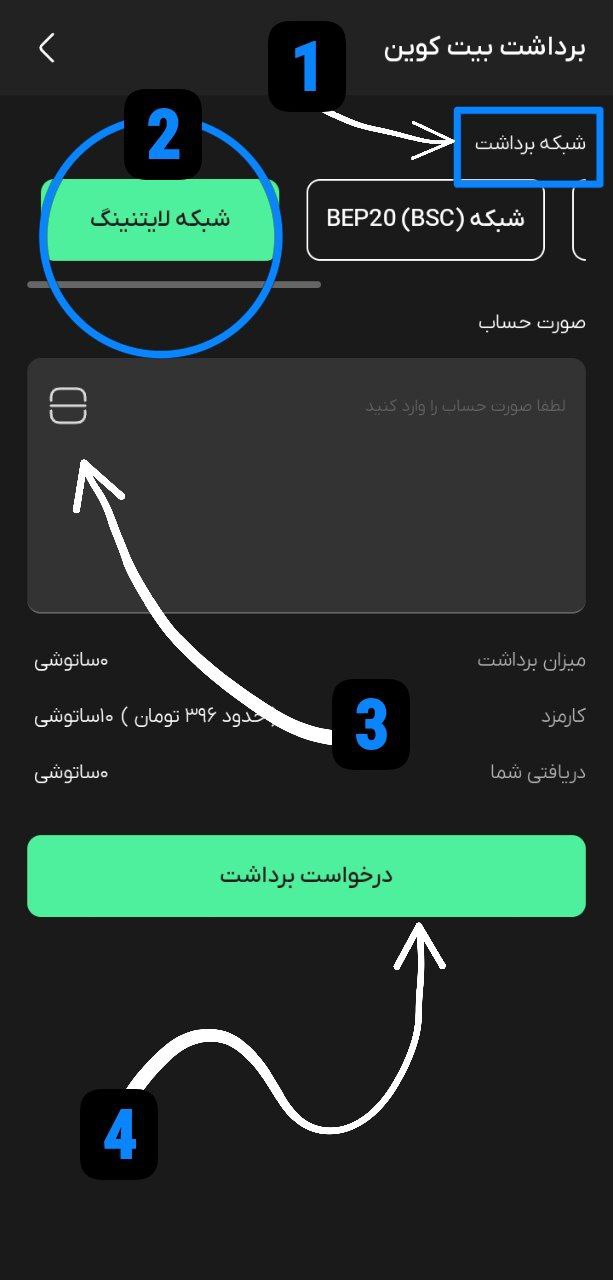 برداشت بیت کوین
1
شبکه برداشت
2
شبکه BEP20 (BSC)
شبکه لایتنینگ
صورت حساب
لطفا صورت حساب را وارد کنید
میزان برداشت
۰ساتوشی
کارمزد
۱۰ساتوشی ( حدود ۳۹۶ تومان
دریافتی شما
۰ساتوشی
3
درخواست برداشت
4